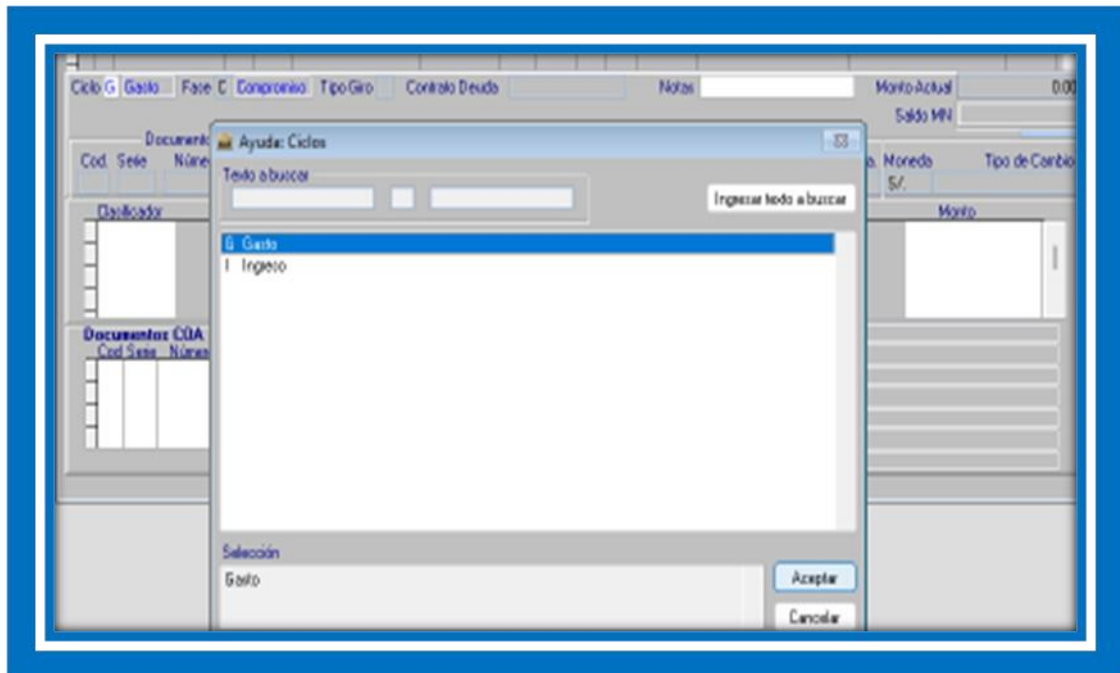 Ciclo G Gasto Fase C Compromiso Tipo Giro Contrato Deuda Notas Monto Actual 0.00
Saldo MN
Documento
Cod. Serie Núme a. Moneda Tipo de Cambio
S/.
Clasificador Monto
Documentos COA
Cod Serie Númer
Ayuda: Ciclos
Texto a buscar
Ingresar texto a buscar
G Gasto
I Ingreso
Selección
Gasto
Aceptar
Cancelar